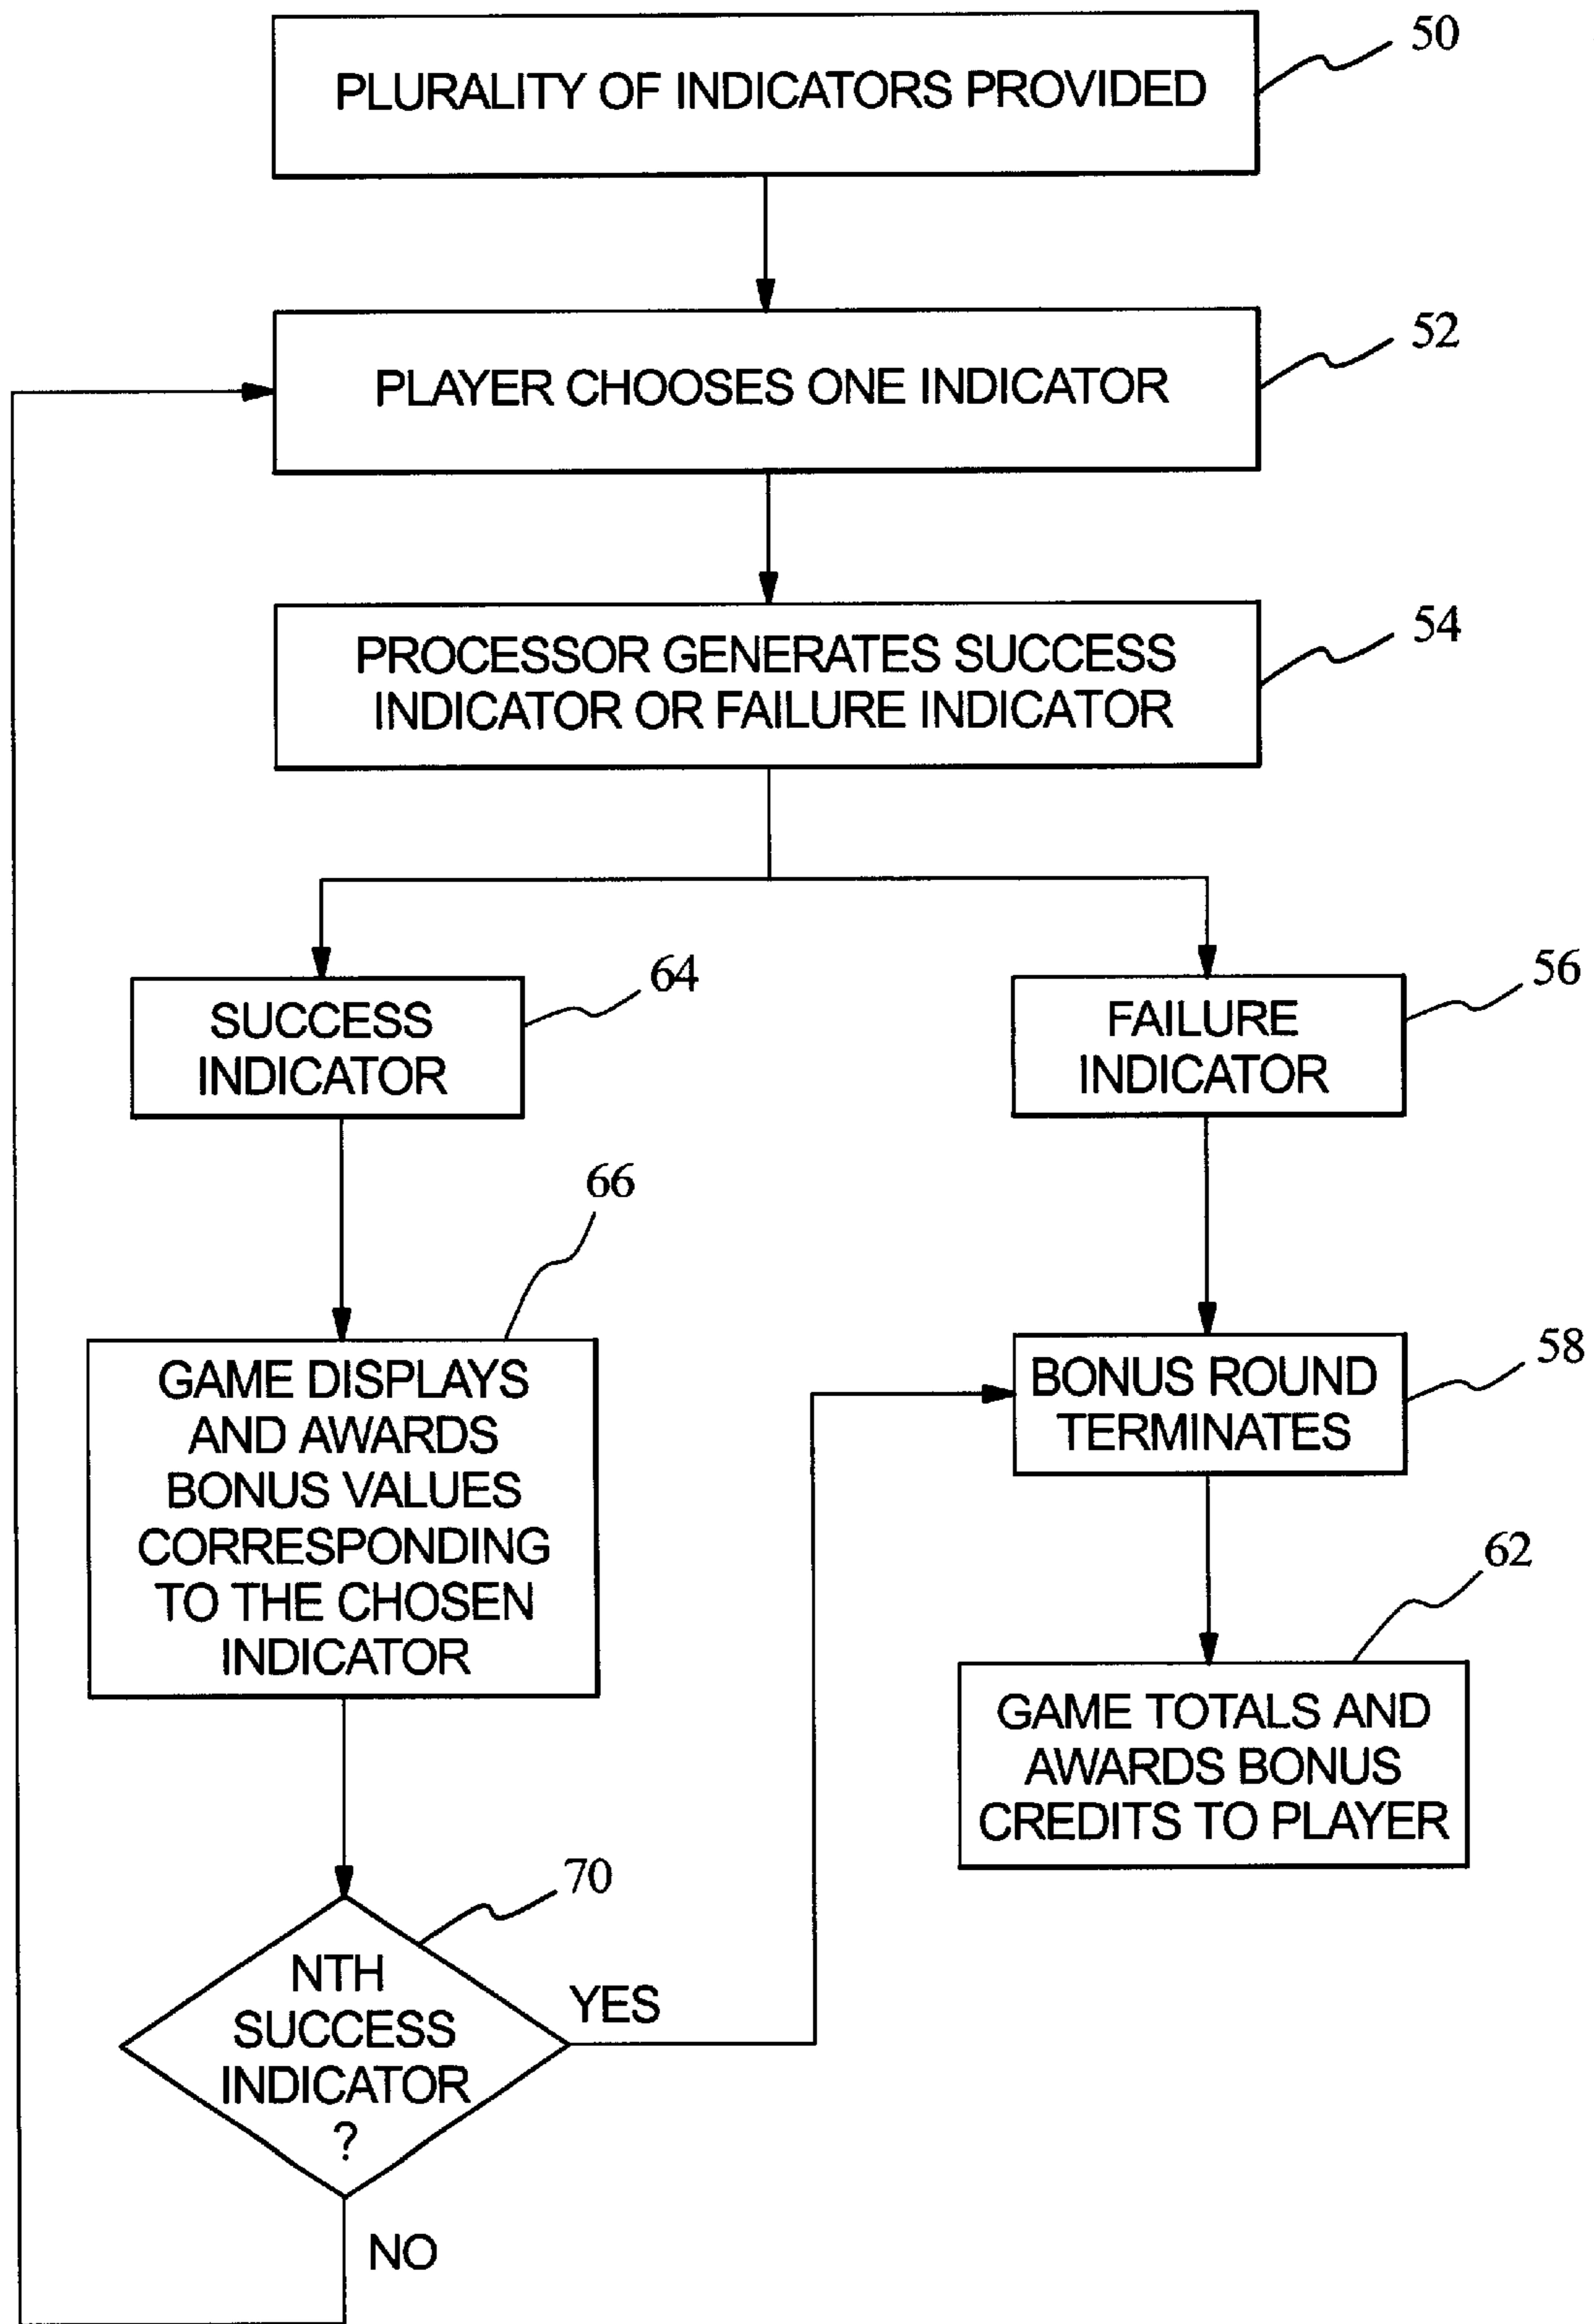 50
PLURALITY OF INDICATORS PROVIDED
52
PLAYER CHOOSES ONE INDICATOR
54
PROCESSOR GENERATES SUCCESS
INDICATOR OR FAILURE INDICATOR
64
SUCCESS
INDICATOR
56
FAILURE
INDICATOR
66
GAME DISPLAYS
AND AWARDS
BONUS VALUES
CORRESPONDING
TO THE CHOSEN
INDICATOR
58
BONUS ROUND
TERMINATES
62
GAME TOTALS AND
AWARDS BONUS
CREDITS TO PLAYER
70
NTH
SUCCESS
INDICATOR
?
YES
NO